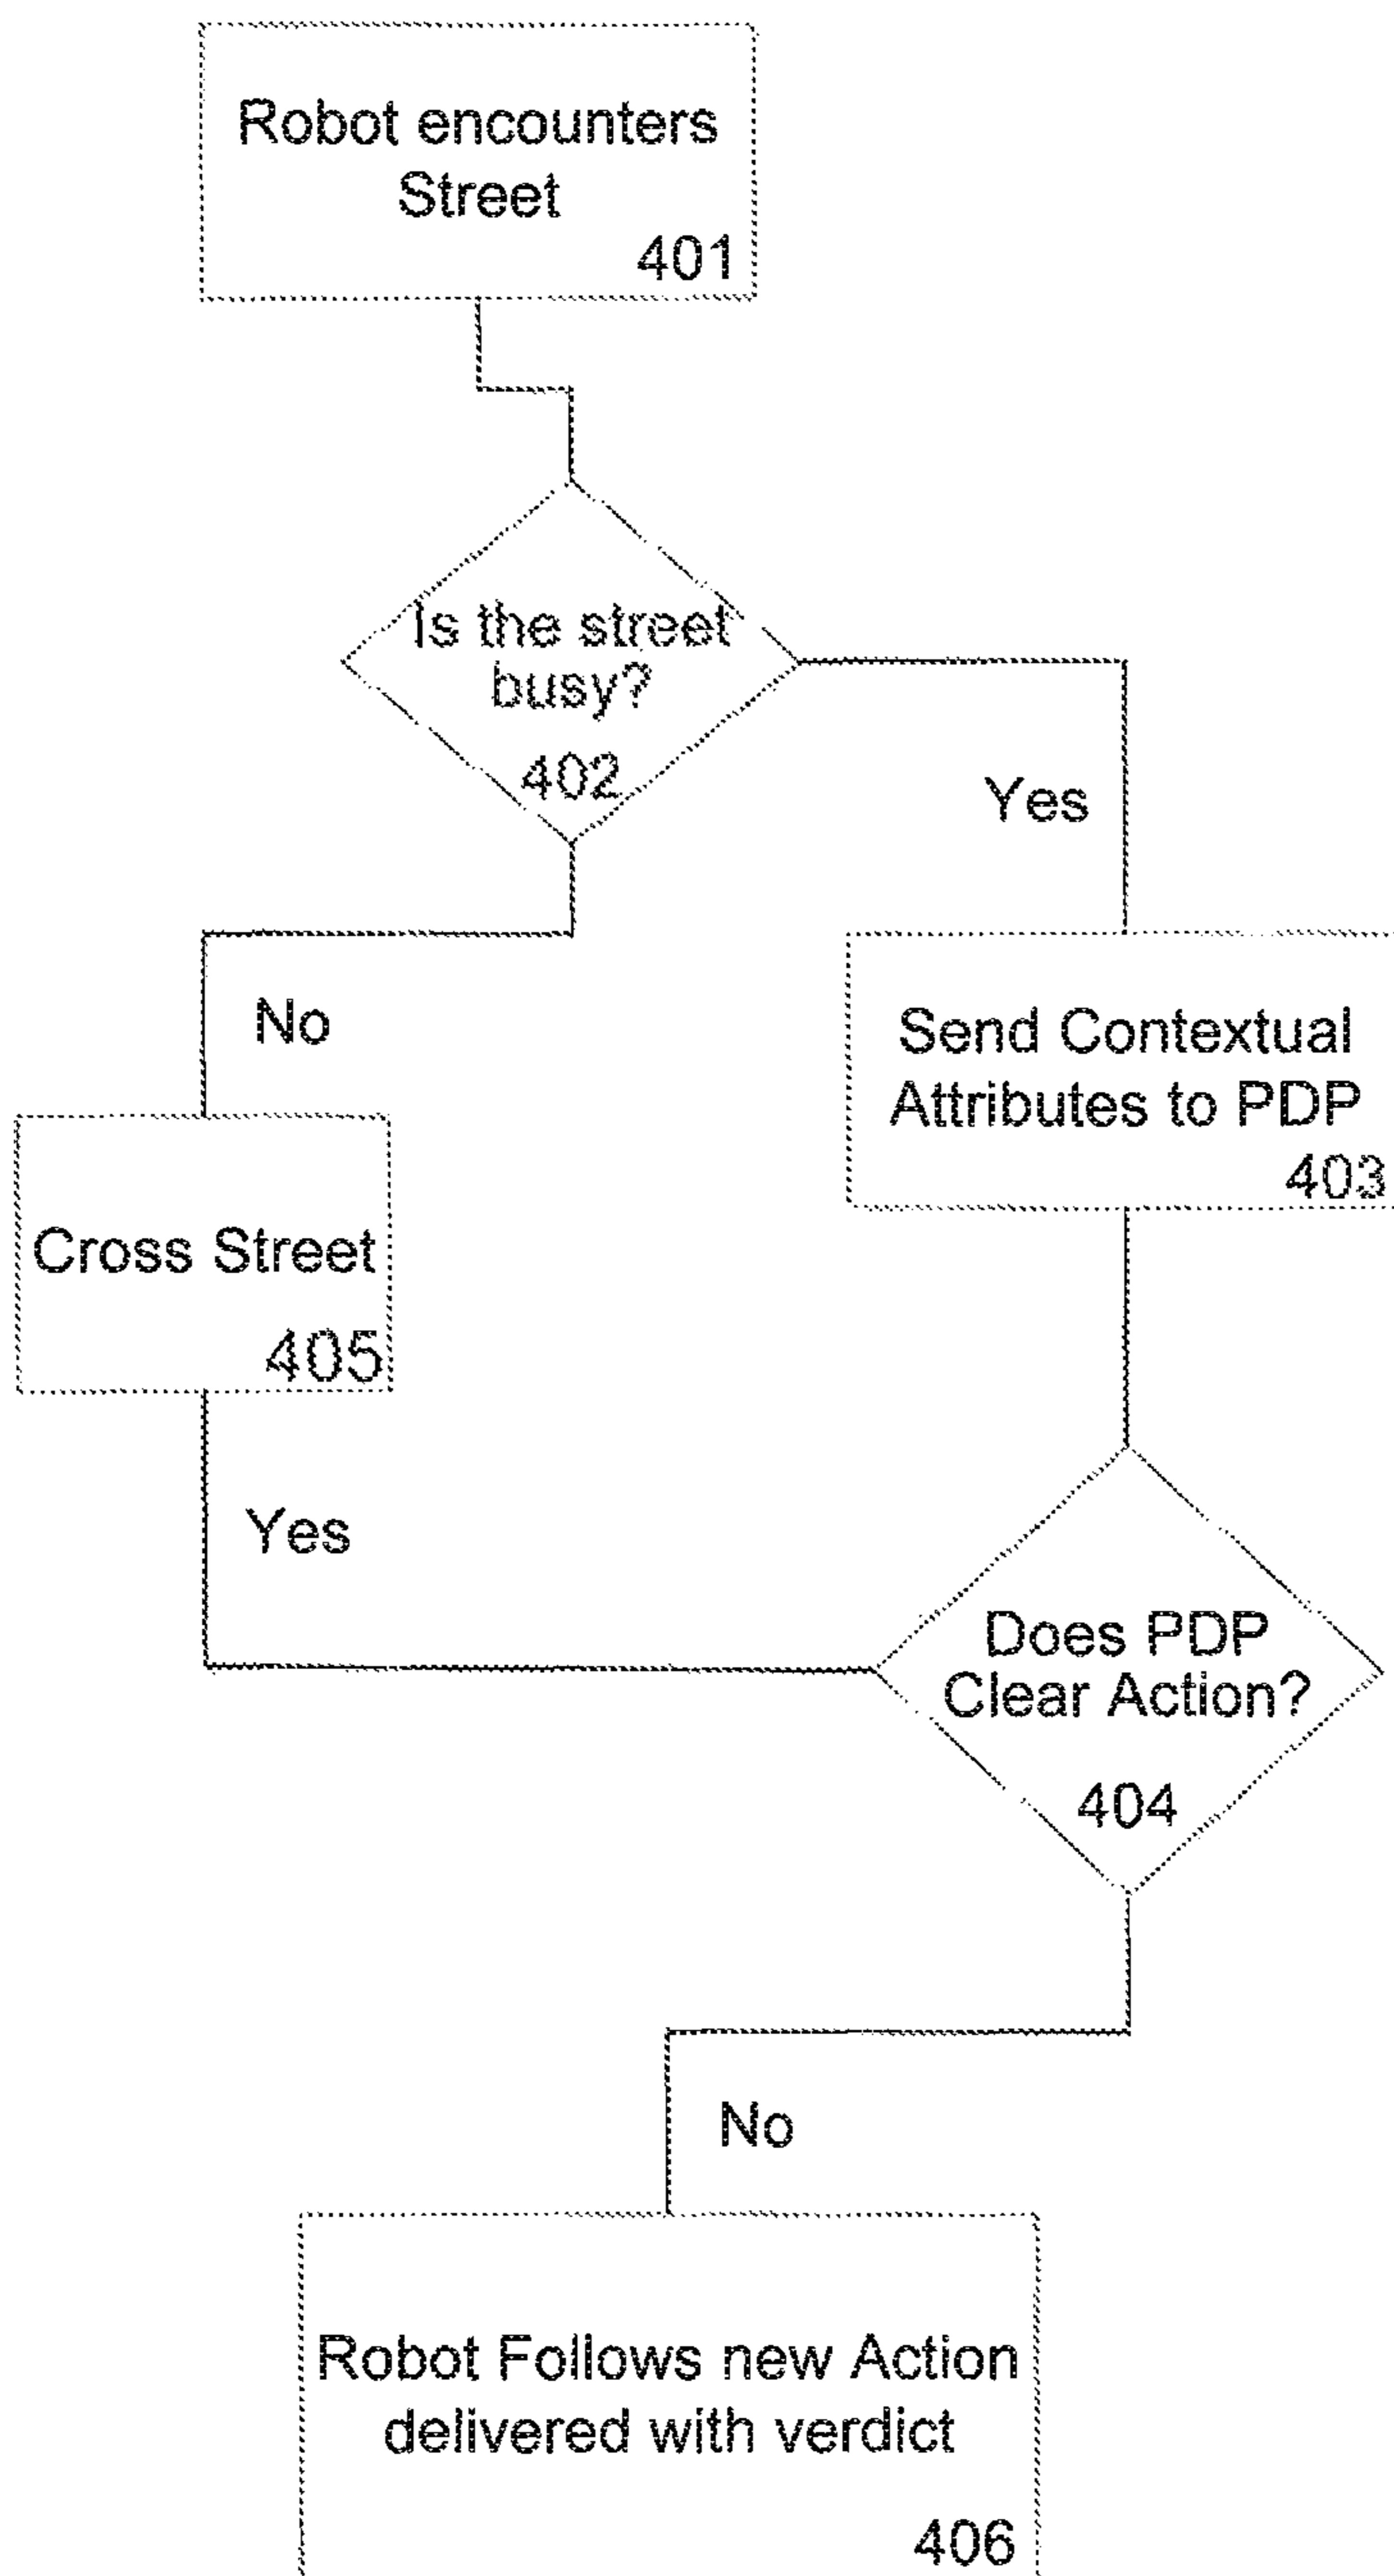 Robot encounters
Street
401
Is the street
busy?
402
Yes
No
Send Contextual
Attributes to PDP
403
Cross Street
405
Yes
Does PDP
Clear Action?
404
No
Robot Follows new Action
delivered with verdict
406